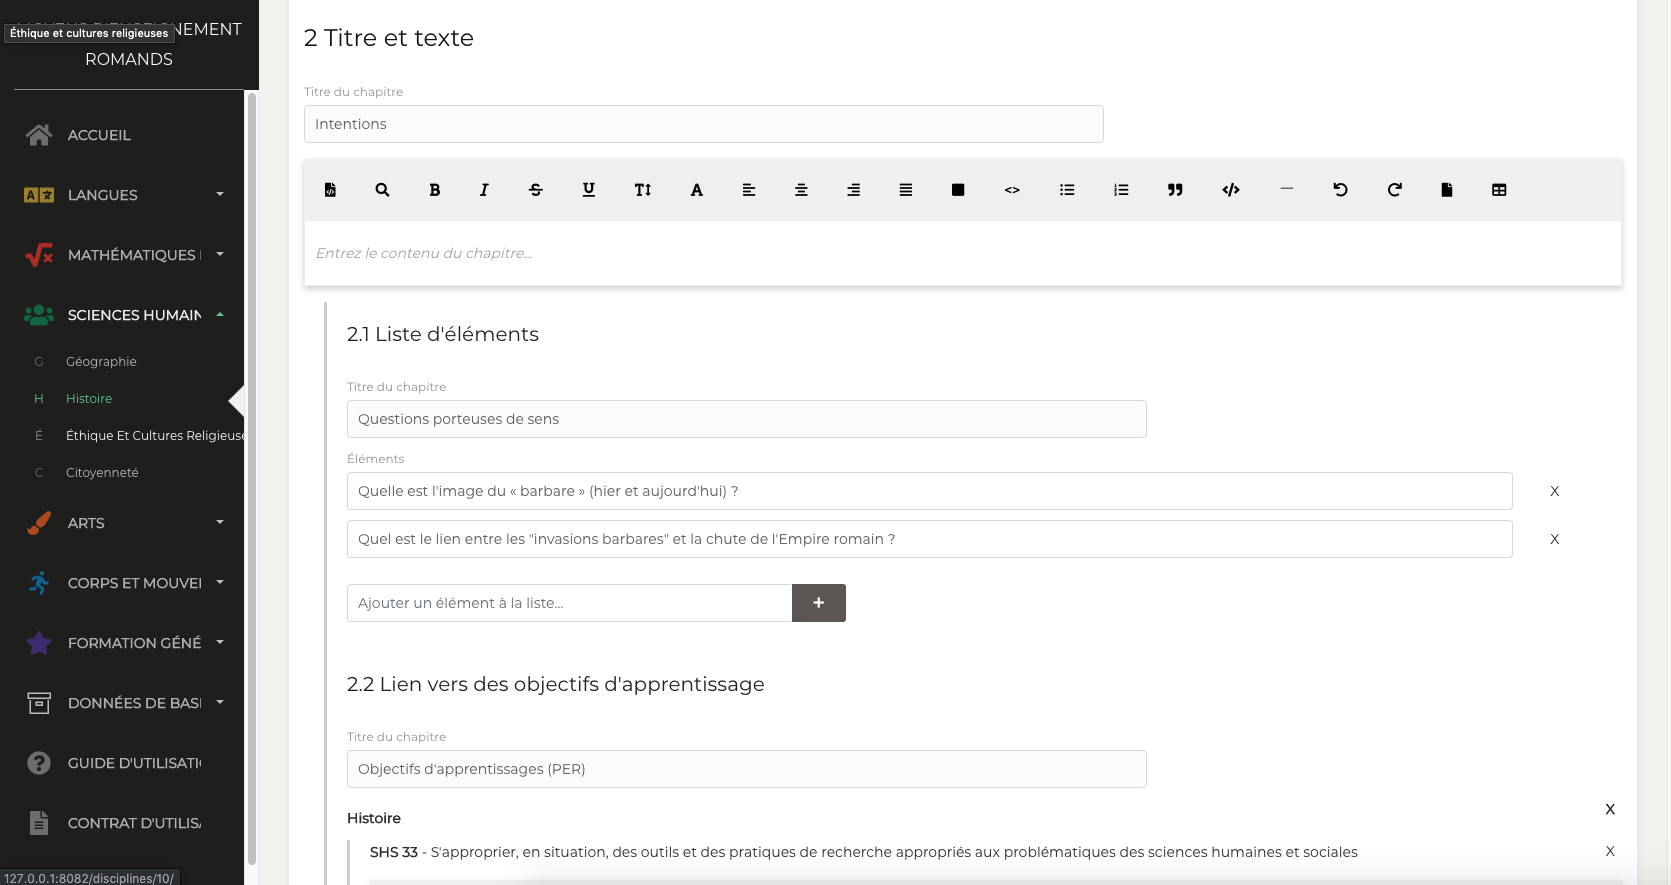 Éthique et cultures religieuses
NEMENT
ROMANDS
ACCUEIL
LANGUES
MATHÉMATIQUES
SCIENCES HUMAIN
G Géographie
H Histoire
É Éthique Et Cultures Religieuse
C Citoyenneté
ARTS
CORPS ET MOUVE
FORMATION GÉNÉ
DONNÉES DE BAS
GUIDE D'UTILISATI
CONTRAT D'UTILISA
127.0.0.1:8082/disciplines/10/
2 Titre et texte
Titre du chapitre
Intentions
Entrez le contenu du chapitre...
2.1 Liste d'éléments
Titre du chapitre
Questions porteuses de sens
Éléments
Quelle est l'image du « barbare » (hier et aujourd'hui) ? X
Quel est le lien entre les "invasions barbares" et la chute de l'Empire romain ? X
Ajouter un élément à la liste... +
2.2 Lien vers des objectifs d'apprentissage
Titre du chapitre
Objectifs d'apprentissages (PER)
Histoire X
SHS 33 - S'approprier, en situation, des outils et des pratiques de recherche appropriés aux problématiques des sciences humaines et sociales X